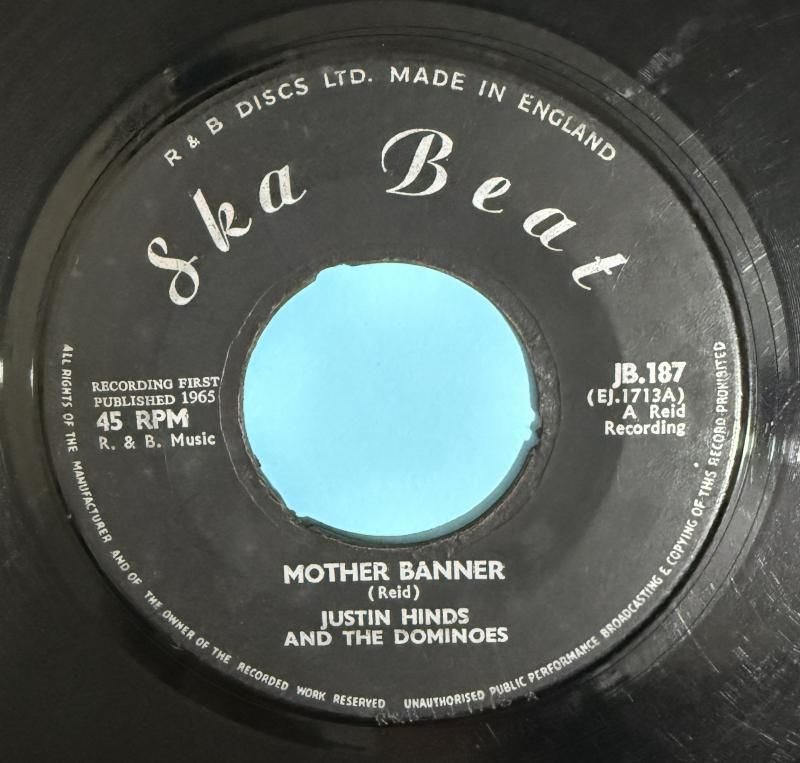 R & B DISCS LTD. MADE IN ENGLAND
Ska Beat
RECORDING FIRST
PUBLISHED 1965
45 RPM
R. & B. Music
JB.187
(EJ.1713A)
A Reid
Recording
MOTHER BANNER
(Reid)
JUSTIN HINDS
AND THE DOMINOES
ALL RIGHTS OF THE MANUFACTURER AND OF THE OWNER OF THE RECORDED WORK RESERVED UNAUTHORISED PUBLIC PERFORMANCE BROADCASTING & COPYING OF THIS RECORD PROHIBITED